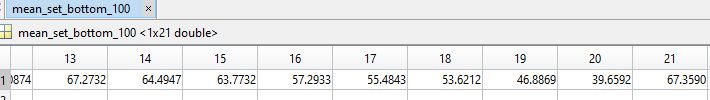 mean_set_bottom_100 ×
mean_set_bottom_100 <1x21 double>
13 14 15 16 17 18 19 20 21
1 0874 67.2732 64.4947 63.7732 57.2933 55.4843 53.6212 46.8869 39.6592 67.3590